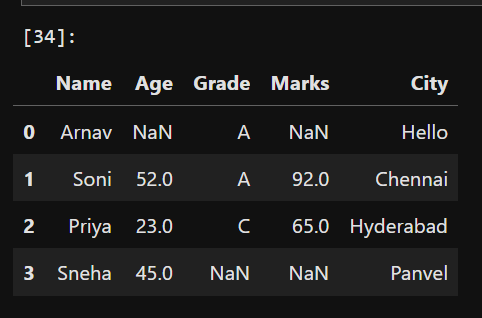 [34]:
Name Age Grade Marks City
0 Arnav NaN A NaN Hello
1 Soni 52.0 A 92.0 Chennai
2 Priya 23.0 C 65.0 Hyderabad
3 Sneha 45.0 NaN NaN Panvel